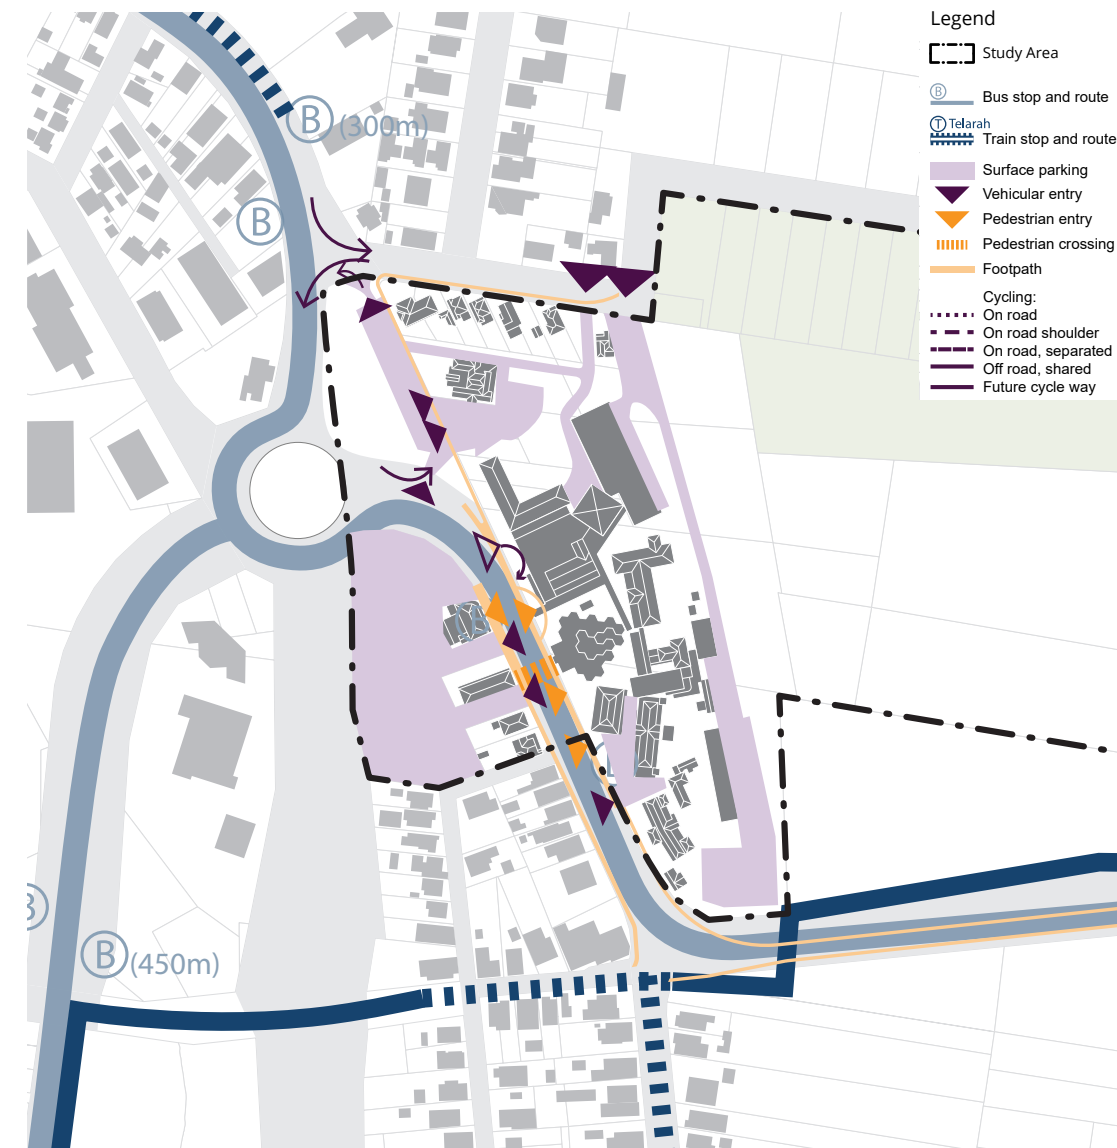 Legend
Study Area
B
Bus stop and route
T Telarah
Train stop and route
Surface parking
Vehicular entry
Pedestrian entry
Pedestrian crossing
Footpath
Cycling:
On road
On road shoulder
On road, separated
Off road, shared
Future cycle way
B (300m)
B
B
B (450m)